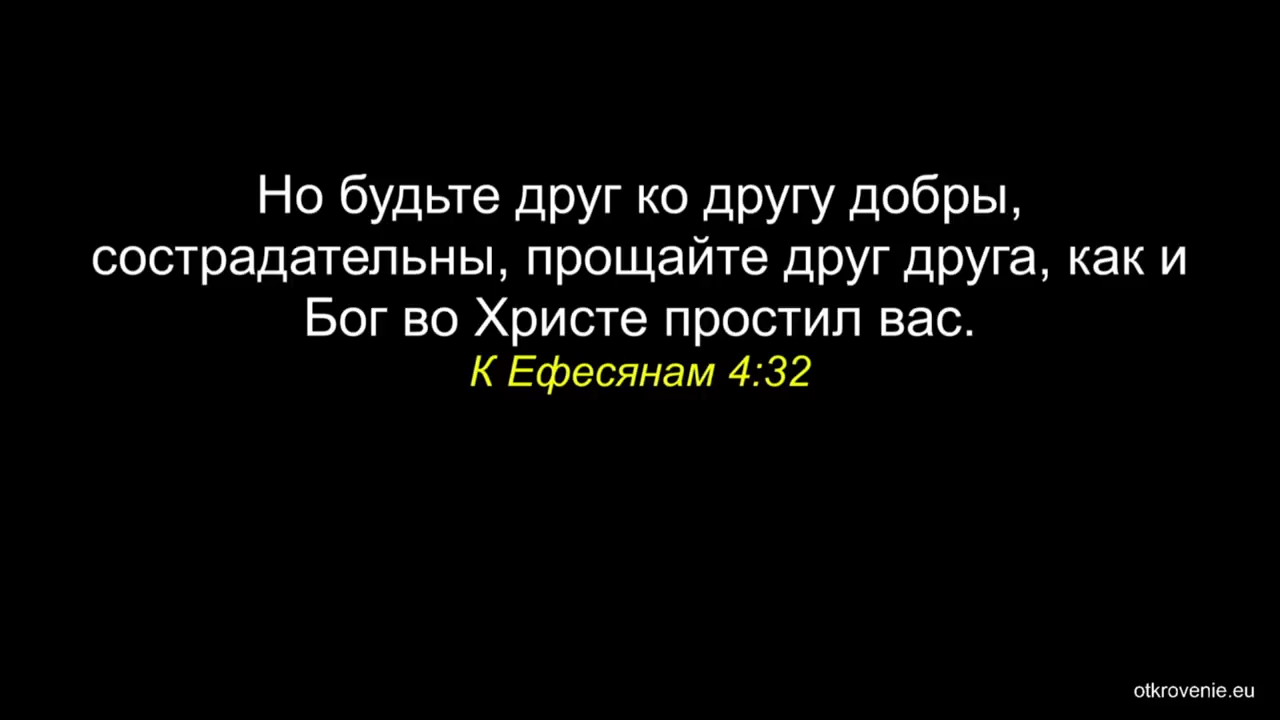 Но будьте друг ко другу добры,
сострадательны, прощайте друг друга, как и
Бог во Христе простил вас.
К Ефесянам 4:32
otkrovenie.eu